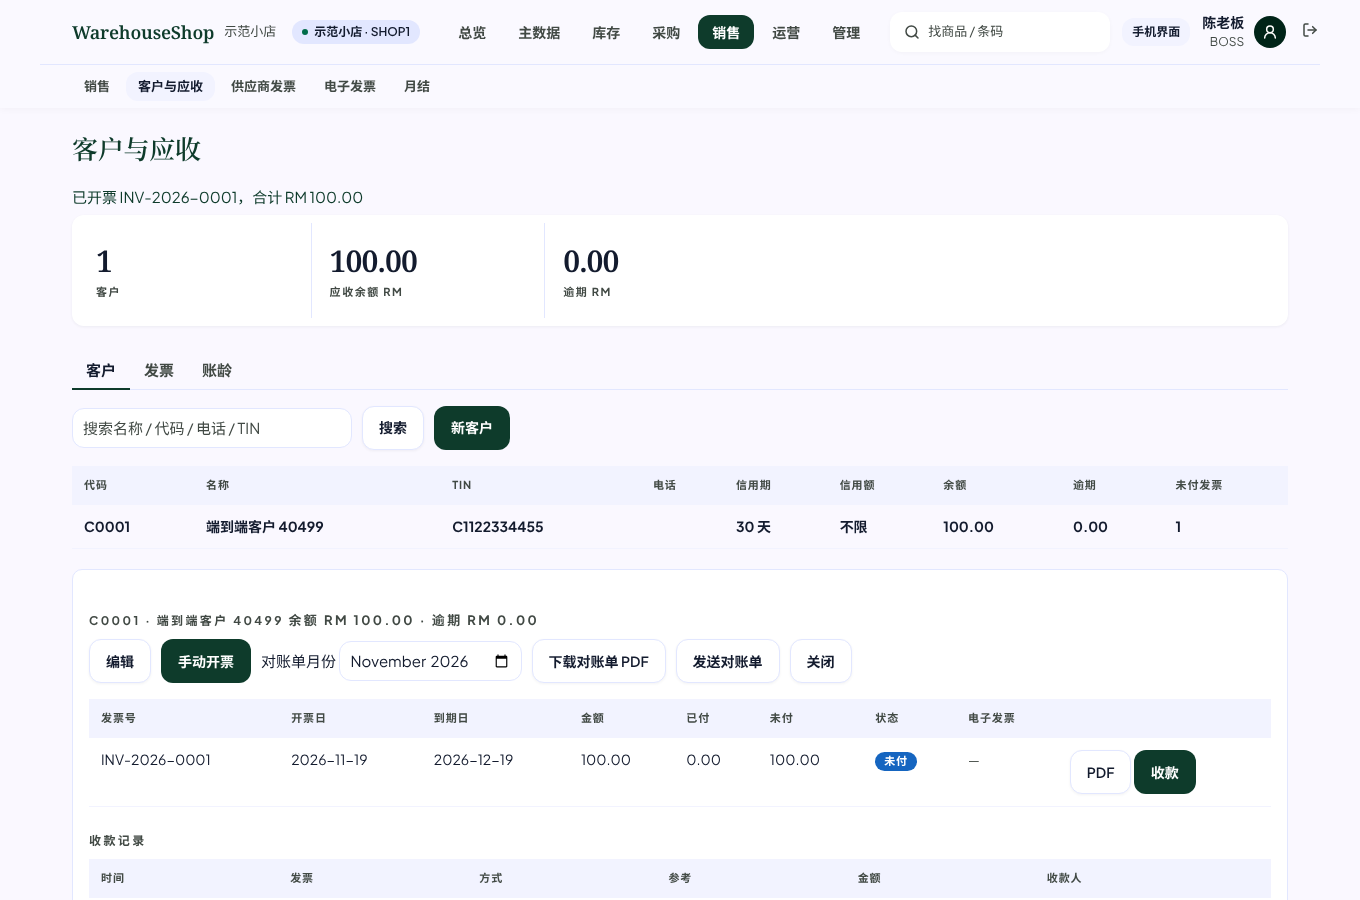 WarehouseShop 示范小店 示范小店 · SHOP1 总览 主数据 库存 采购 销售 运营 管理 找商品 / 条码 手机界面 陈老板
BOSS
销售 客户与应收 供应商发票 电子发票 月结
客户与应收
已开票 INV-2026-0001，合计 RM 100.00
1 100.00 0.00
客户 应收余额 RM 逾期 RM
客户 发票 账龄
搜索名称 / 代码 / 电话 / TIN 搜索 新客户
代码 名称 TIN 电话 信用期 信用额 余额 逾期 未付发票
C0001 端到端客户 40499 C1122334455 30 天 不限 100.00 0.00 1
C0001 · 端到端客户 40499 余额 RM 100.00 · 逾期 RM 0.00
编辑 手动开票 对账单月份 November 2026 下载对账单 PDF 发送对账单 关闭
发票号 开票日 到期日 金额 已付 未付 状态 电子发票
INV-2026-0001 2026-11-19 2026-12-19 100.00 0.00 100.00 未付 — PDF 收款
收款记录
时间 发票 方式 参考 金额 收款人